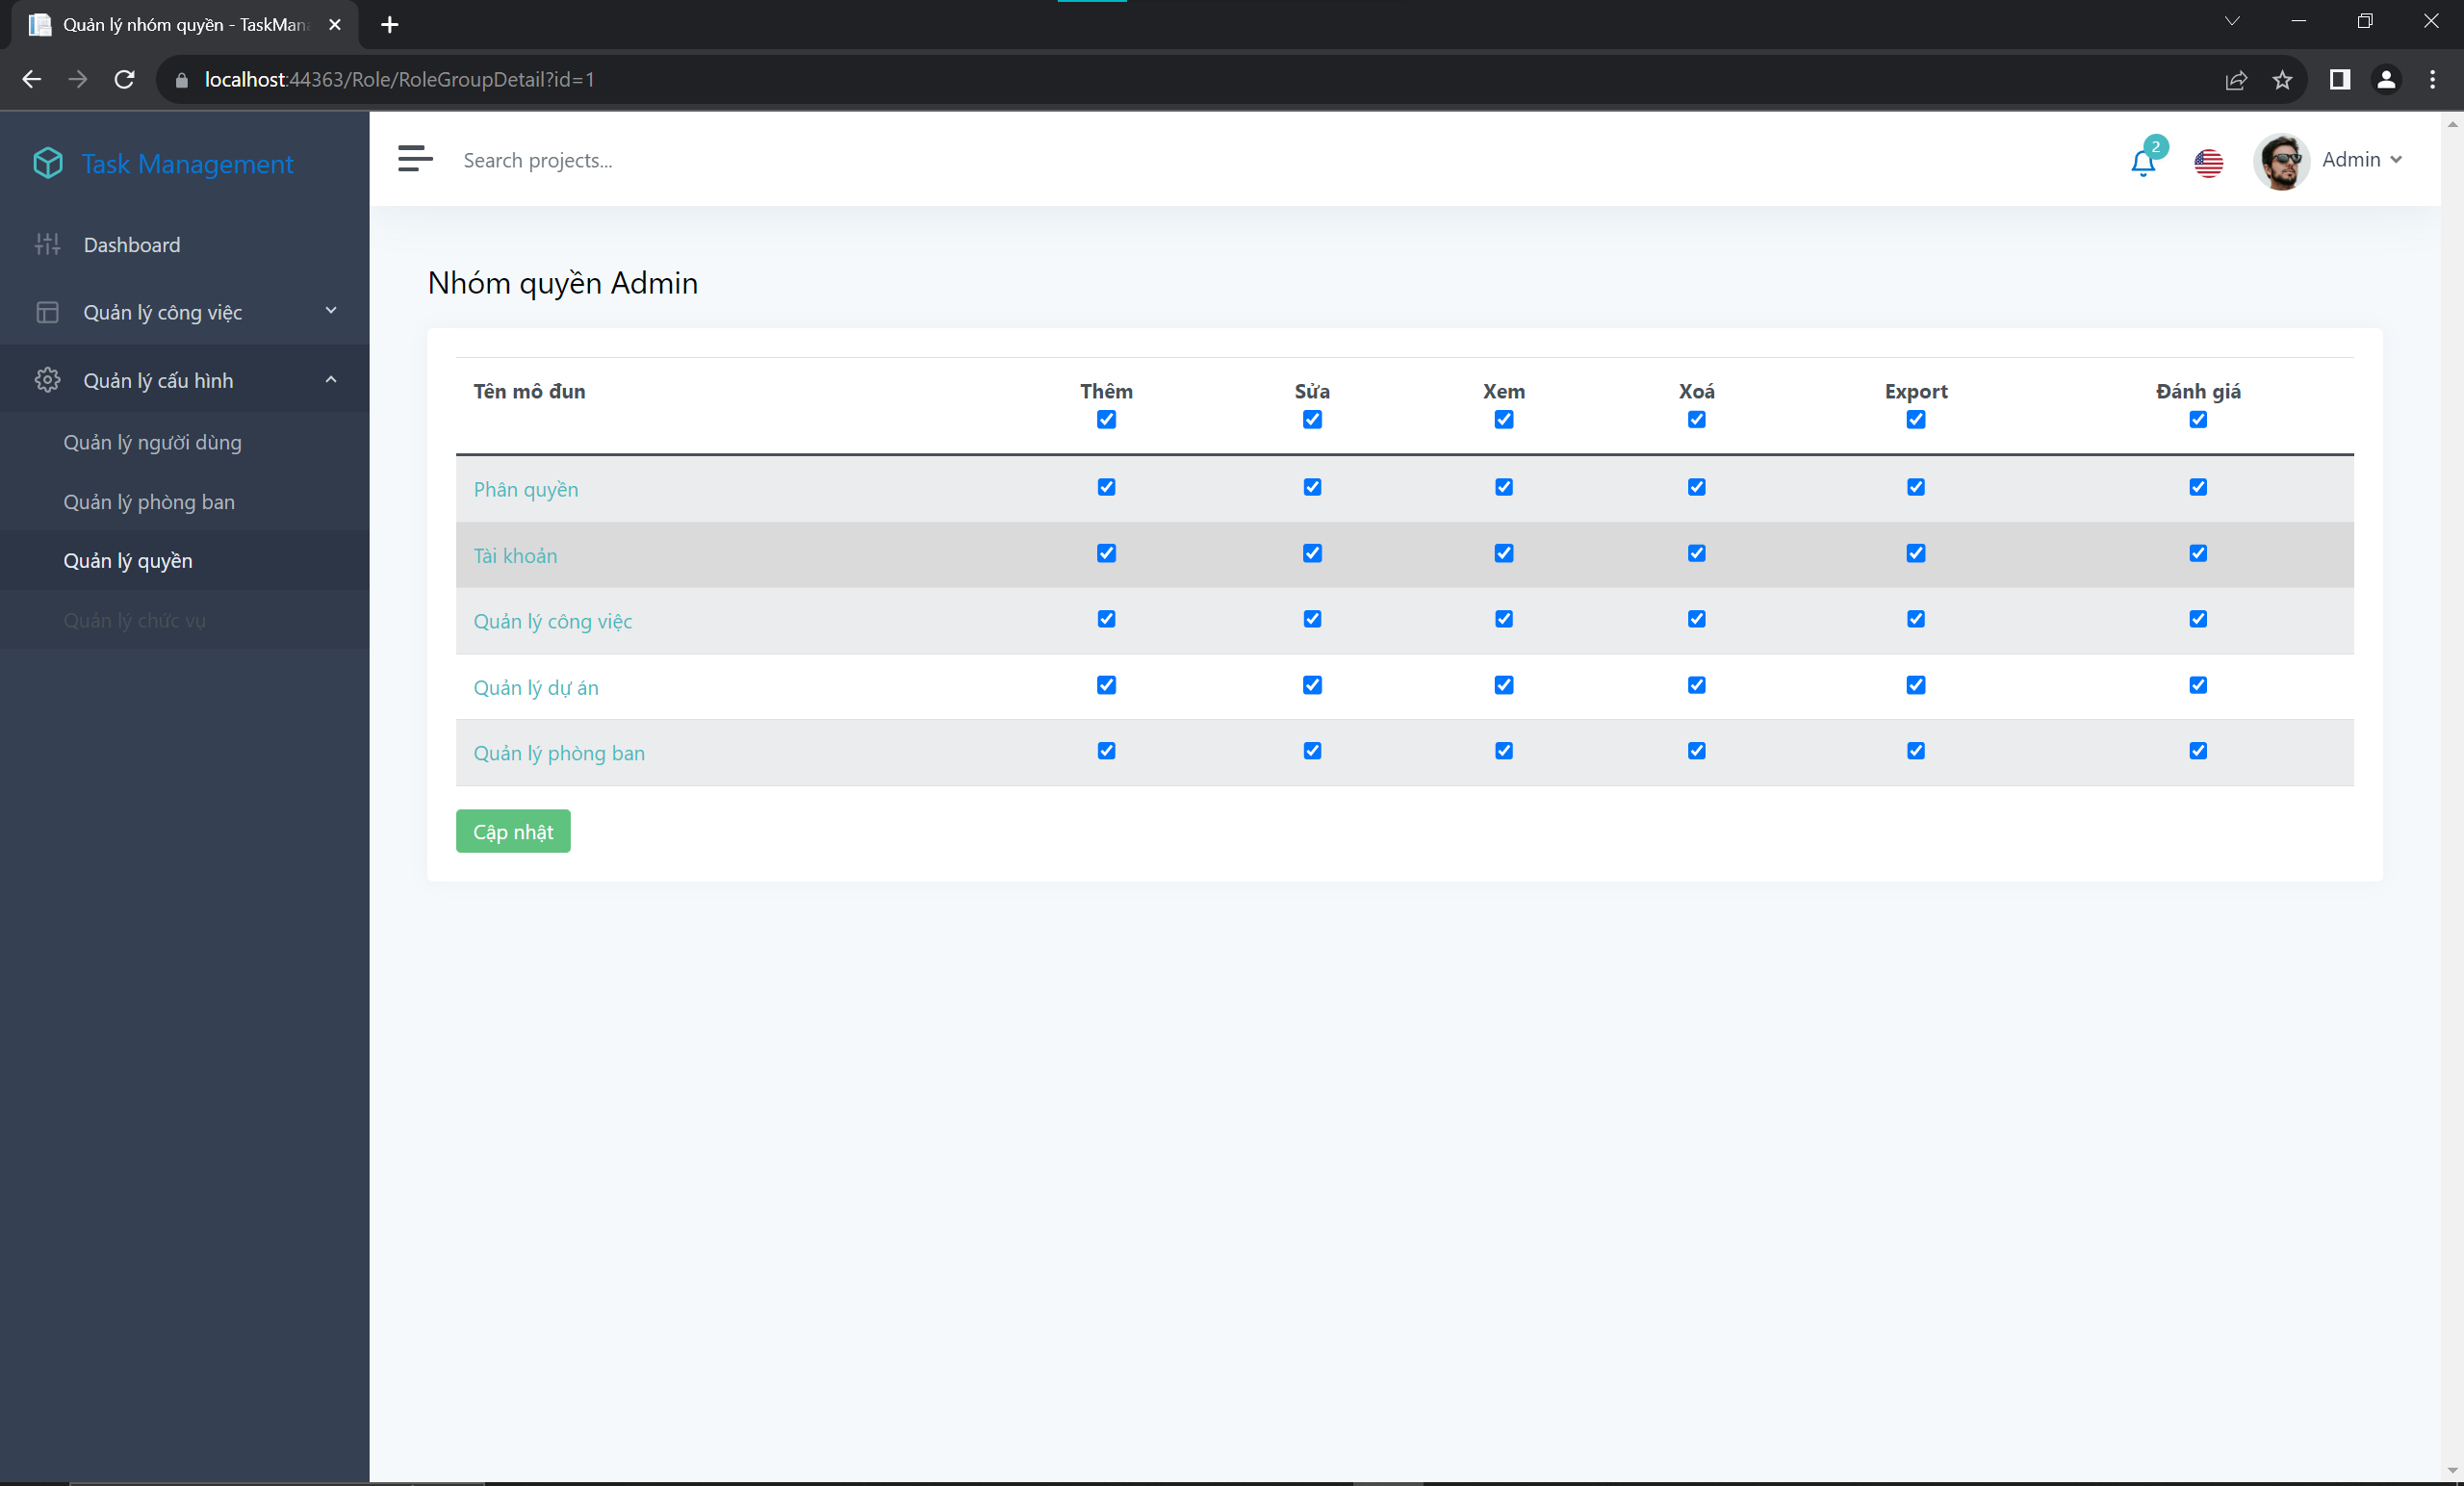 Quản lý nhóm quyền - TaskMan
localhost:44363/Role/RoleGroupDetail?id=1
Task Management
Search projects...
2
Admin
Dashboard
Quản lý công việc
Quản lý cấu hình
Quản lý người dùng
Quản lý phòng ban
Quản lý quyền
Quản lý chức vụ
Nhóm quyền Admin
Tên mô đun Thêm Sửa Xem Xoá Export Đánh giá
Phân quyền
Tài khoản
Quản lý công việc
Quản lý dự án
Quản lý phòng ban
Cập nhật